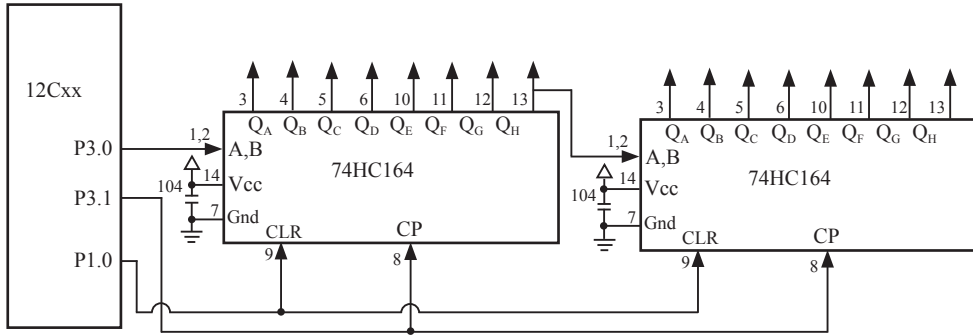 12Cxx
P3.0
P3.1
P1.0
3 4 5 6 10 11 12 13
QA QB QC QD QE QF QG QH
1,2
A,B
74HC164
14
Vcc
104
7
Gnd
CLR
CP
9
8
3 4 5 6 10 11 12 13
QA QB QC QD QE QF QG QH
1,2
A,B
74HC164
14
Vcc
104
7
Gnd
CLR
CP
9
8